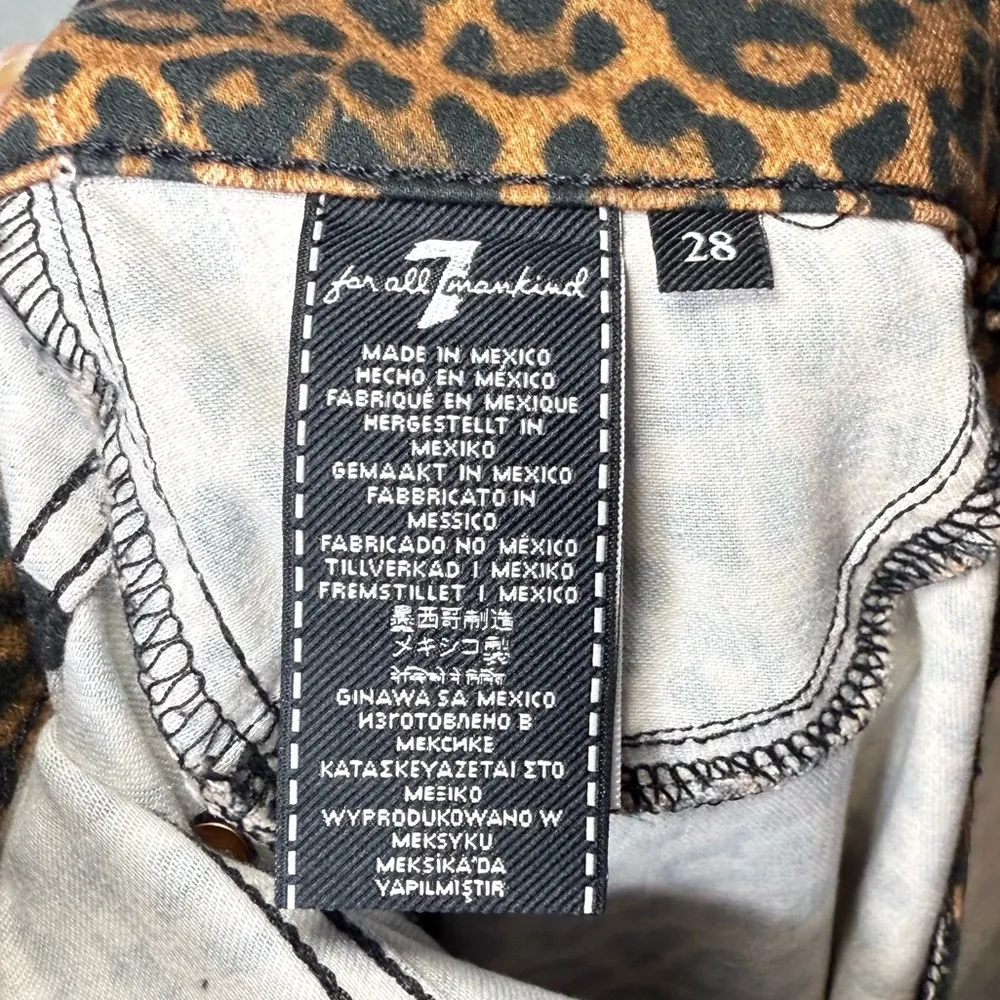 7
for all mankind
28
MADE IN MEXICO
HECHO EN MÉXICO
FABRIQUÉ EN MEXIQUE
HERGESTELLT IN
MEXIKO
GEMAAKT IN MEXICO
FABBRICATO IN
MESSICO
FABRICADO NO MÉXICO
TILLVERKAD I MEXIKO
FREMSTILLET I MEXICO
墨西哥制造
メキシコ製
GINAWA SA MEXICO
ИЗГОТОВЛЕНО В
МЕКСИКЕ
ΚΑΤΑΣΚΕΥΑΖΕΤΑΙ ΣΤΟ
ΜΕΞΙΚΟ
WYPRODUKOWANO W
MEKSYKU
MEKSİKA'DA
YAPILMIŞTIR